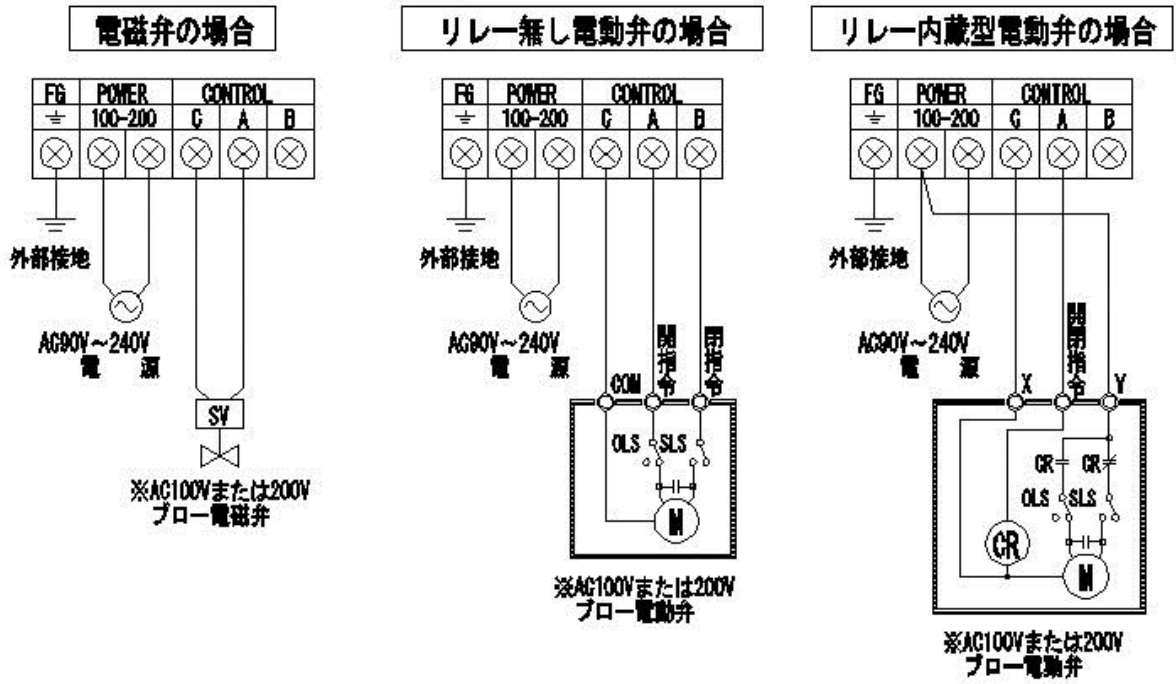 電磁弁の場合
FG POWER CONTROL
100-200 C A B
外部接地
AC90V～240V
電 源
SV
※AC100Vまたは200V
ブロー電磁弁
リレー無し電動弁の場合
FG POWER CONTROL
100-200 C A B
外部接地
AC90V～240V
電 源
COM
開指令
閉指令
OLS SLS
M
※AC100Vまたは200V
ブロー電動弁
リレー内蔵型電動弁の場合
FG POWER CONTROL
100-200 C A B
外部接地
AC90V～240V
電 源
X
開閉指令
Y
CR CR
OLS SLS
CR
M
※AC100Vまたは200V
ブロー電動弁